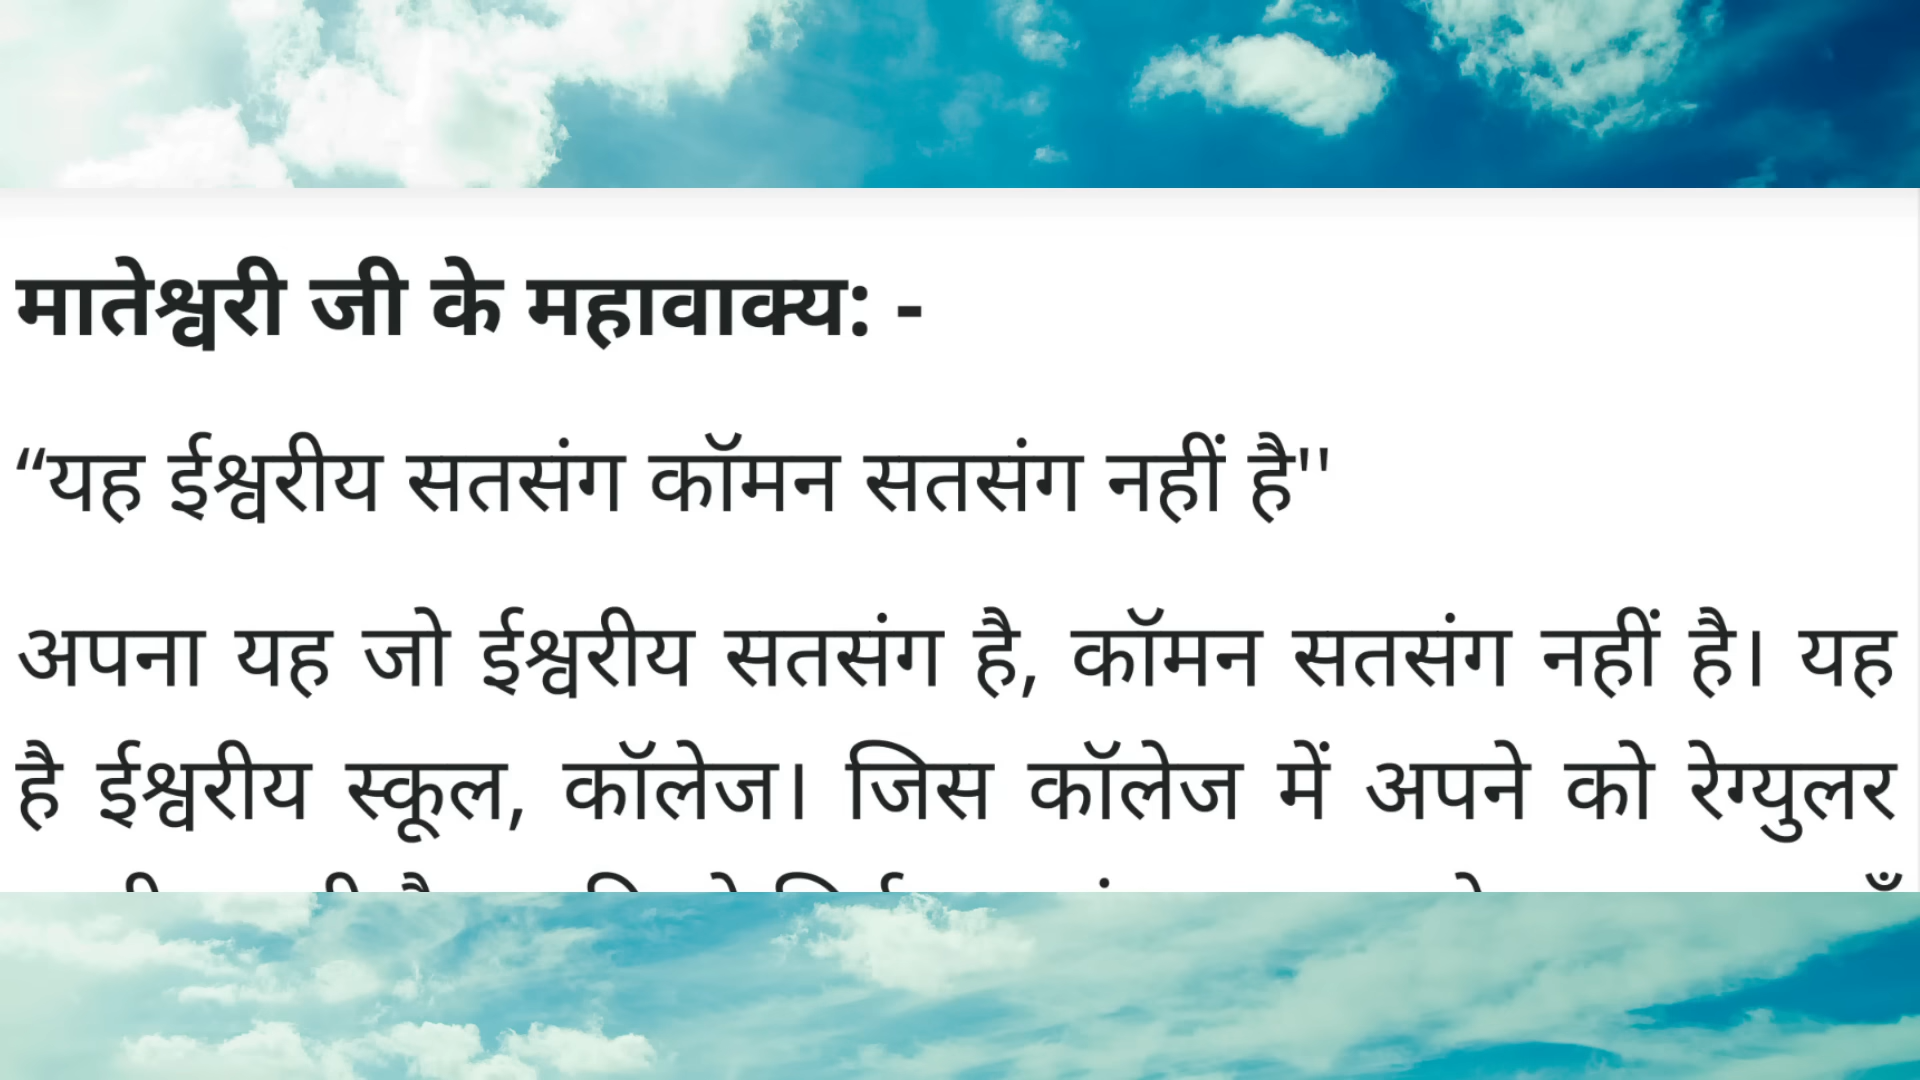 मातेश्वरी जी के महावाक्य: -
“यह ईश्वरीय सतसंग कॉमन सतसंग नहीं है''
अपना यह जो ईश्वरीय सतसंग है, कॉमन सतसंग नहीं है। यह
है ईश्वरीय स्कूल, कॉलेज। जिस कॉलेज में अपने को रेग्युलर